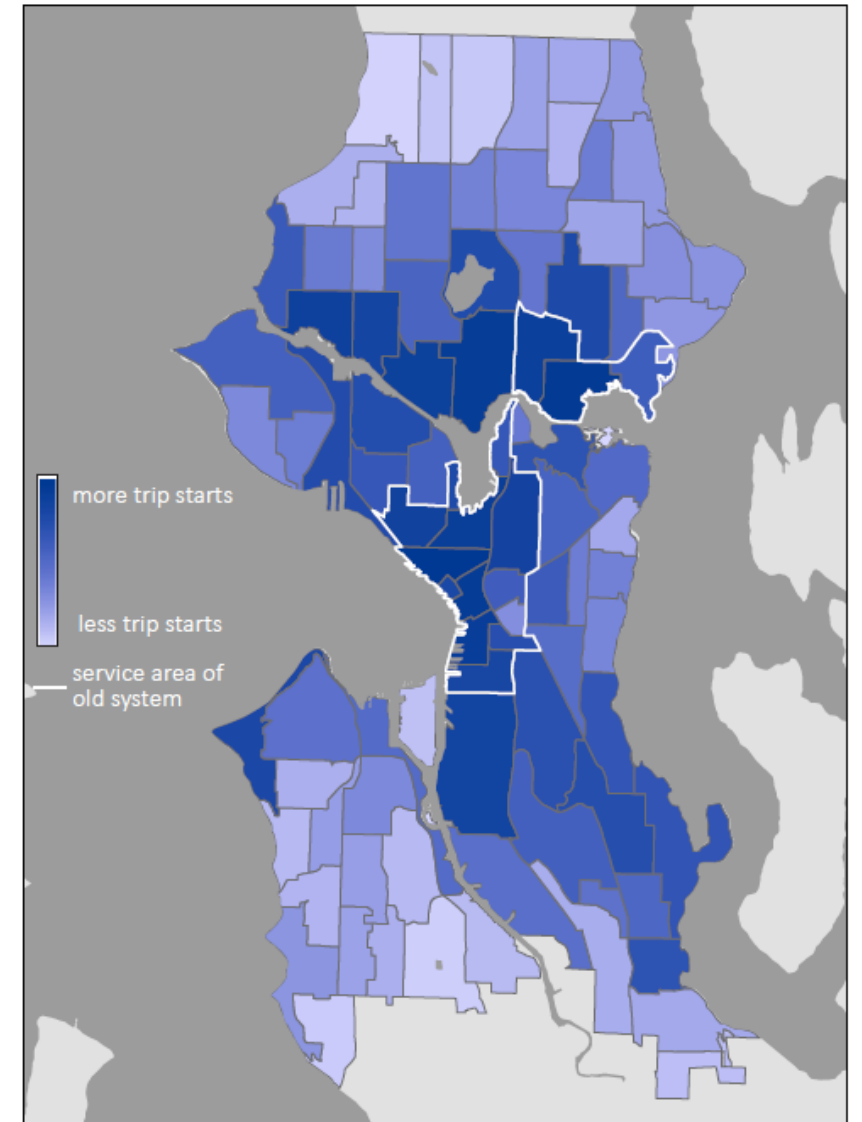 more trip starts
less trip starts
service area of
old system